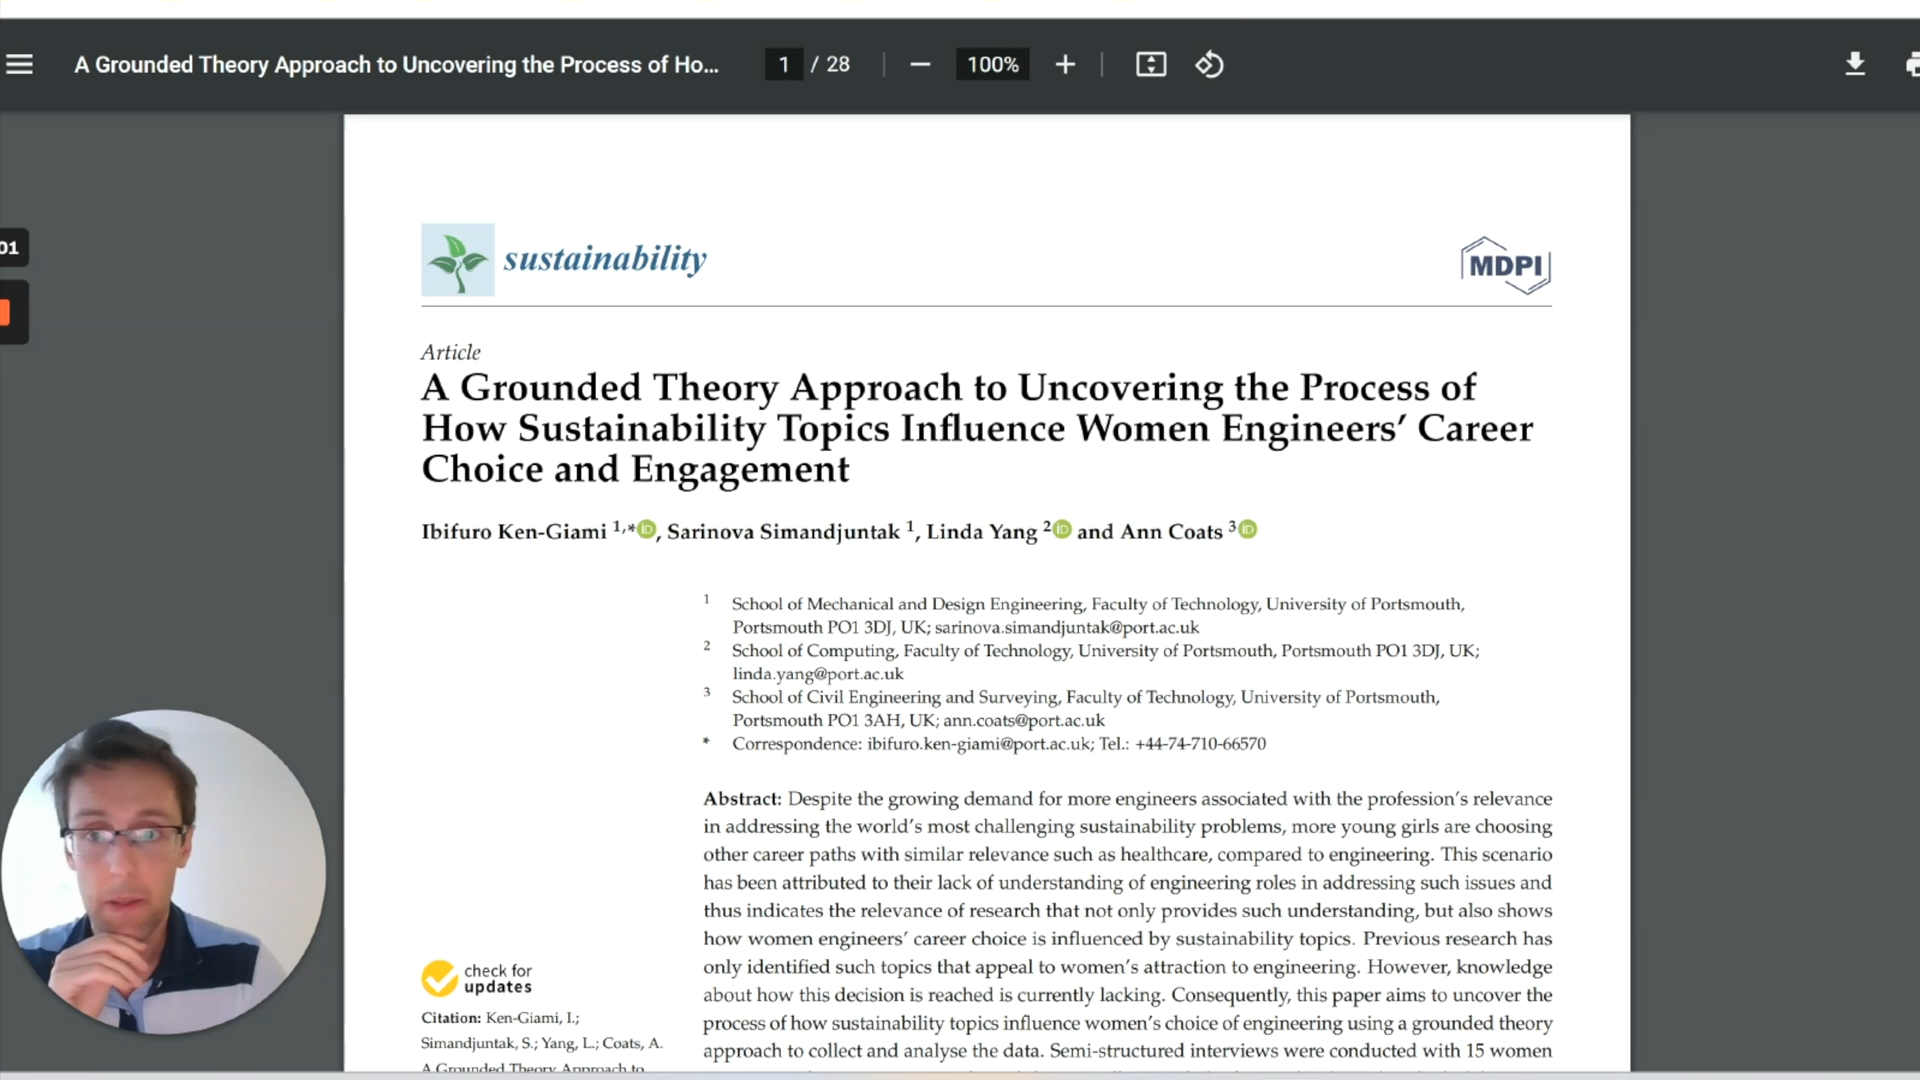 A Grounded Theory Approach to Uncovering the Process of Ho...
1 / 28
100%
01
sustainability
MDPI
Article
A Grounded Theory Approach to Uncovering the Process of
How Sustainability Topics Influence Women Engineers’ Career
Choice and Engagement
Ibifuro Ken-Giami 1,* iD, Sarinova Simandjuntak 1, Linda Yang 2 iD and Ann Coats 3 iD
1 School of Mechanical and Design Engineering, Faculty of Technology, University of Portsmouth,
Portsmouth PO1 3DJ, UK; sarinova.simandjuntak@port.ac.uk
2 School of Computing, Faculty of Technology, University of Portsmouth, Portsmouth PO1 3DJ, UK;
linda.yang@port.ac.uk
3 School of Civil Engineering and Surveying, Faculty of Technology, University of Portsmouth,
Portsmouth PO1 3AH, UK; ann.coats@port.ac.uk
* Correspondence: ibifuro.ken-giami@port.ac.uk; Tel.: +44-74-710-66570
Abstract: Despite the growing demand for more engineers associated with the profession’s relevance
in addressing the world’s most challenging sustainability problems, more young girls are choosing
other career paths with similar relevance such as healthcare, compared to engineering. This scenario
has been attributed to their lack of understanding of engineering roles in addressing such issues and
thus indicates the relevance of research that not only provides such understanding, but also shows
how women engineers’ career choice is influenced by sustainability topics. Previous research has
only identified such topics that appeal to women’s attraction to engineering. However, knowledge
about how this decision is reached is currently lacking. Consequently, this paper aims to uncover the
process of how sustainability topics influence women’s choice of engineering using a grounded theory
approach to collect and analyse the data. Semi-structured interviews were conducted with 15 women
check for
updates
Citation: Ken-Giami, I.;
Simandjuntak, S.; Yang, L.; Coats, A.
A Grounded Theory Approach to